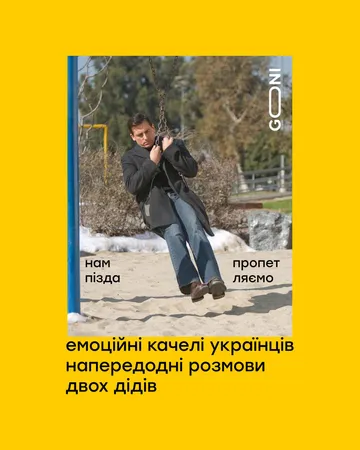 GONI
нам
пізда
пропет
ляємо
емоційні качелі українців
напередодні розмови
двох дідів